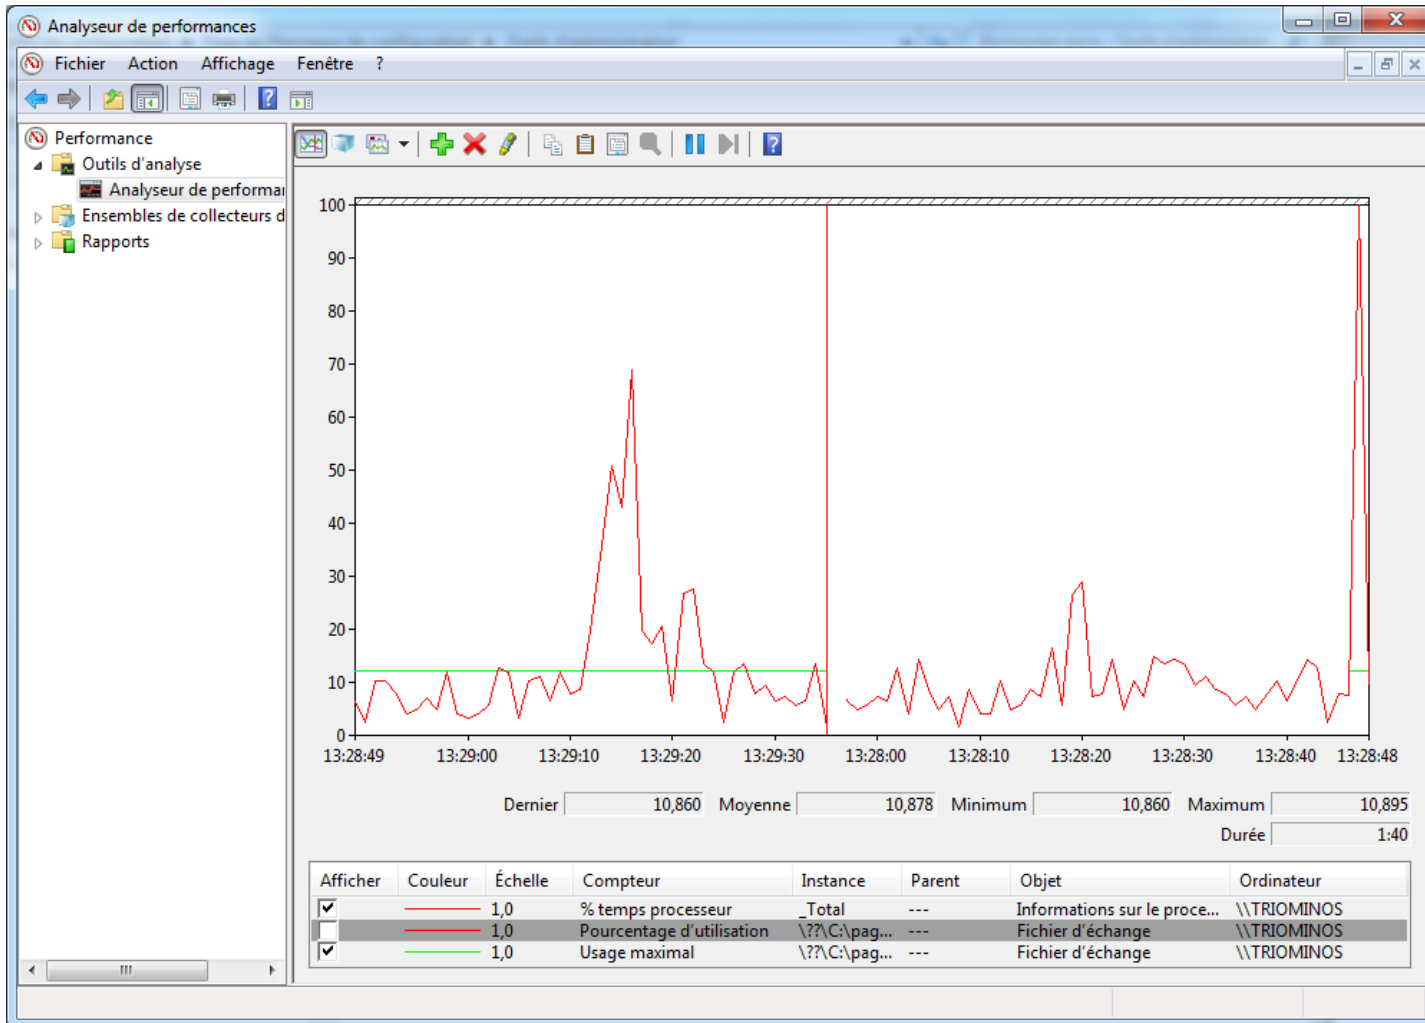 Analyseur de performances
Fichier Action Affichage Fenêtre ?
Performance
Outils d'analyse
Analyseur de performa
Ensembles de collecteurs d
Rapports
100
90
80
70
60
50
40
30
20
10
0
13:28:49 13:29:00 13:29:10 13:29:20 13:29:30 13:28:00 13:28:10 13:28:20 13:28:30 13:28:40 13:28:48
Dernier 10,860 Moyenne 10,878 Minimum 10,860 Maximum 10,895
Durée 1:40
Afficher Couleur Échelle Compteur Instance Parent Objet Ordinateur
1,0 % temps processeur _Total --- Informations sur le proce... \\TRIOMINOS
1,0 Pourcentage d'utilisation \??\C:\pag... --- Fichier d'échange \\TRIOMINOS
1,0 Usage maximal \??\C:\pag... --- Fichier d'échange \\TRIOMINOS